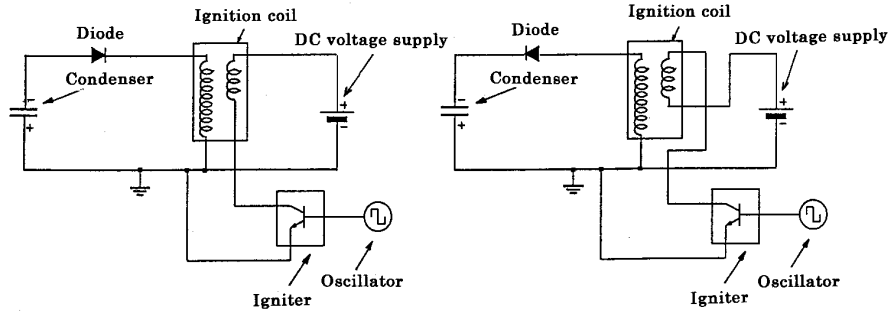 Ignition coil
Diode
DC voltage supply
Condenser
−
+
+
−
Oscillator
Igniter
Ignition coil
Diode
DC voltage supply
Condenser
−
+
+
−
Oscillator
Igniter